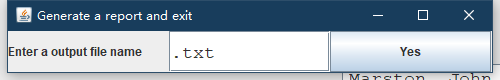 Generate a report and exit
Enter a output file name .txt Yes
Marston, John